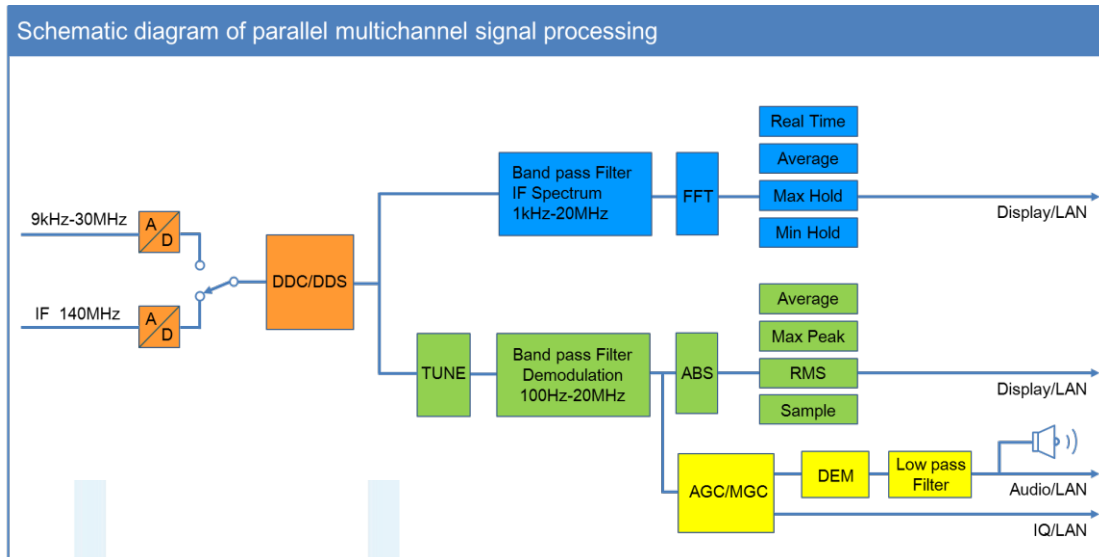 Schematic diagram of parallel multichannel signal processing
9kHz-30MHz
A
D
IF 140MHz
A
D
DDC/DDS
Band pass Filter
IF Spectrum
1kHz-20MHz
FFT
Real Time
Average
Max Hold
Min Hold
Display/LAN
TUNE
Band pass Filter
Demodulation
100Hz-20MHz
ABS
Average
Max Peak
RMS
Sample
Display/LAN
AGC/MGC
DEM
Low pass
Filter
Audio/LAN
IQ/LAN